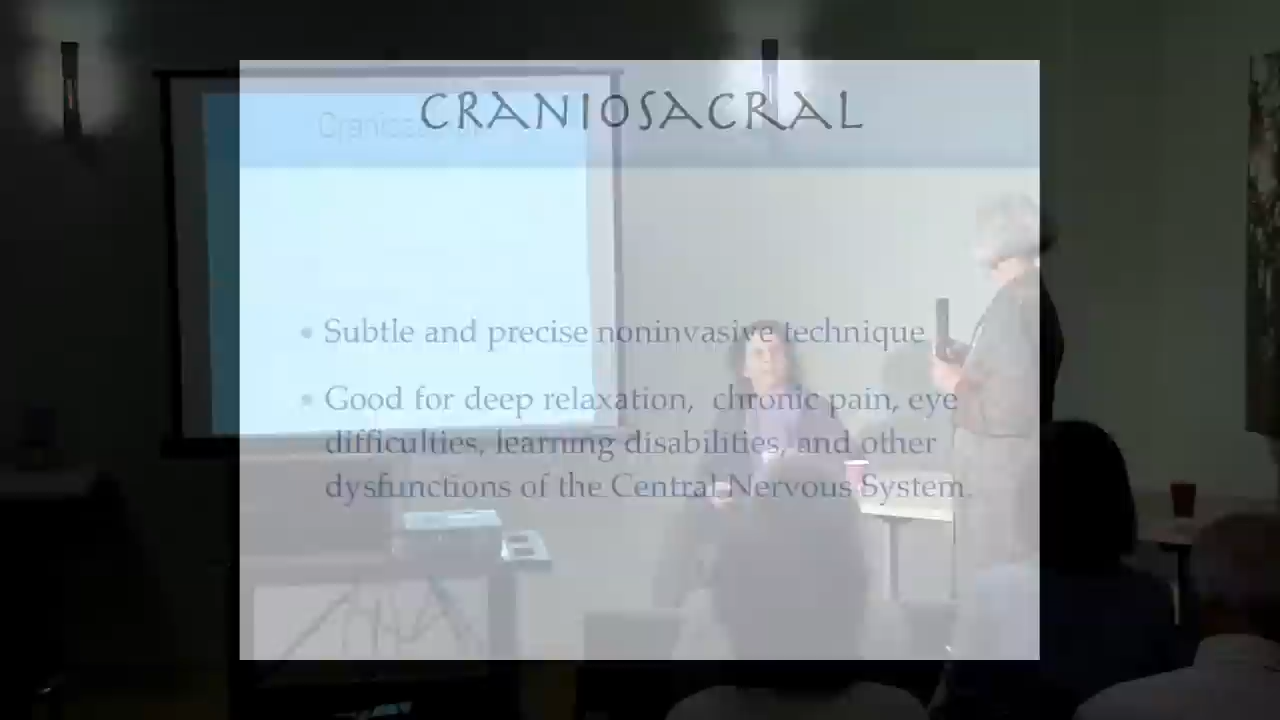 CRANIOSACRAL
• Subtle and precise noninvasive technique
• Good for deep relaxation, chronic pain, eye
difficulties, learning disabilities, and other
dysfunctions of the Central Nervous System.